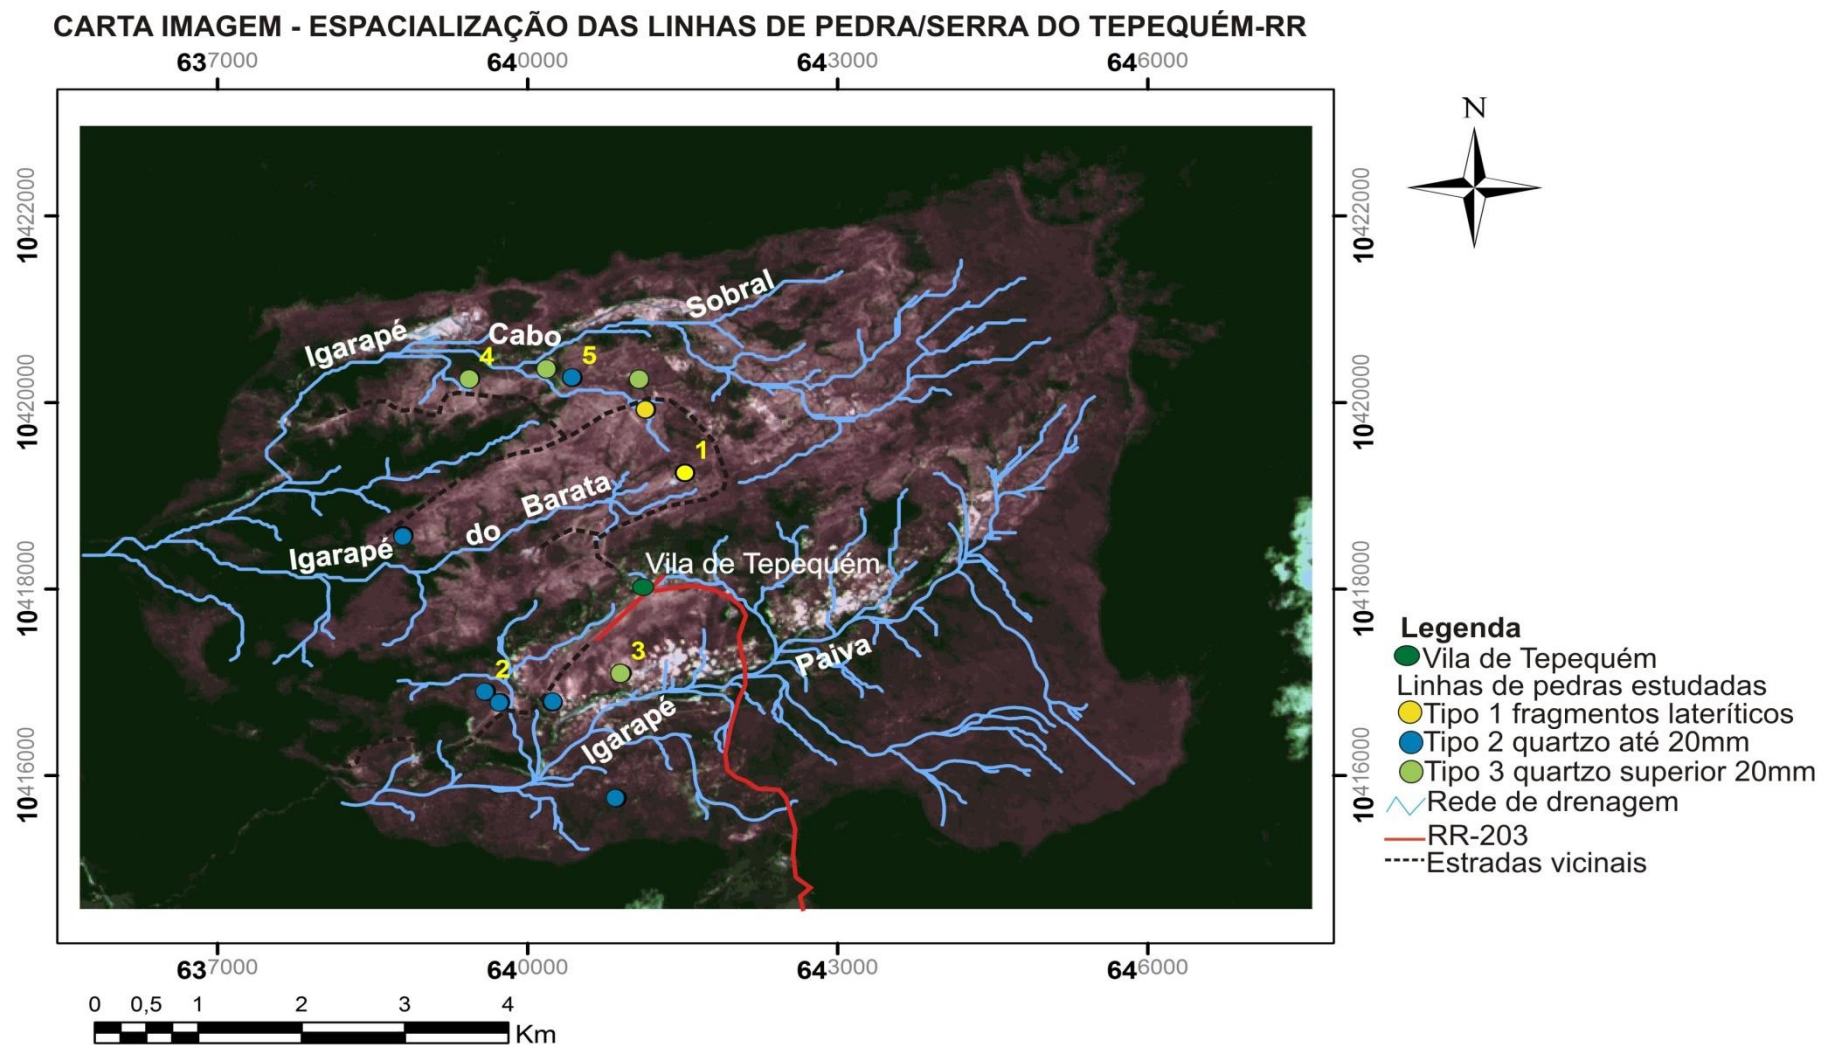 CARTA IMAGEM - ESPACIALIZAÇÃO DAS LINHAS DE PEDRA/SERRA DO TEPEQUÉM-RR
637000 640000 643000 646000
N
10422000 10422000
10420000 10420000
10418000 10418000
10416000 10416000
Igarapé Cabo Sobral
4 5
1
Igarapé do Barata
Vila de Tepequém
3
2
Igarapé Paiva
Legenda
Vila de Tepequém
Linhas de pedras estudadas
Tipo 1 fragmentos lateríticos
Tipo 2 quartzo até 20mm
Tipo 3 quartzo superior 20mm
Rede de drenagem
RR-203
Estradas vicinais
637000 640000 643000 646000
0 0,5 1 2 3 4
Km